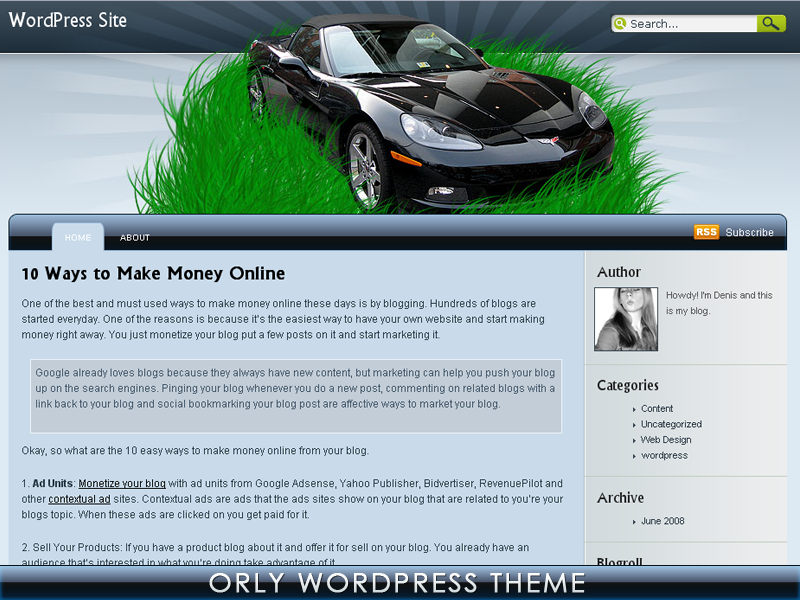 WordPress Site
Search...
HOME
ABOUT
RSS Subscribe
10 Ways to Make Money Online
One of the best and must used ways to make money online these days is by blogging. Hundreds of blogs are
started everyday. One of the reasons is because it's the easiest way to have your own website and start making
money right away. You just monetize your blog put a few posts on it and start marketing it.
Google already loves blogs because they always have new content, but marketing can help you push your blog
up on the search engines. Pinging your blog whenever you do a new post, commenting on related blogs with a
link back to your blog and social bookmarking your blog post are affective ways to market your blog.
Okay, so what are the 10 easy ways to make money online from your blog.
1. Ad Units: Monetize your blog with ad units from Google Adsense, Yahoo Publisher, Bidvertiser, RevenuePilot and
other contextual ad sites. Contextual ads are ads that the ads sites show on your blog that are related to you're your
blogs topic. When these ads are clicked on you get paid for it.
2. Sell Your Products: If you have a product blog about it and offer it for sell on your blog. You already have an
audience that's interested in what you're doing take advantage of it.
Author
Howdy! I'm Denis and this
is my blog.
Categories
Content
Uncategorized
Web Design
wordpress
Archive
June 2008
Blogroll
ORLY WORDPRESS THEME